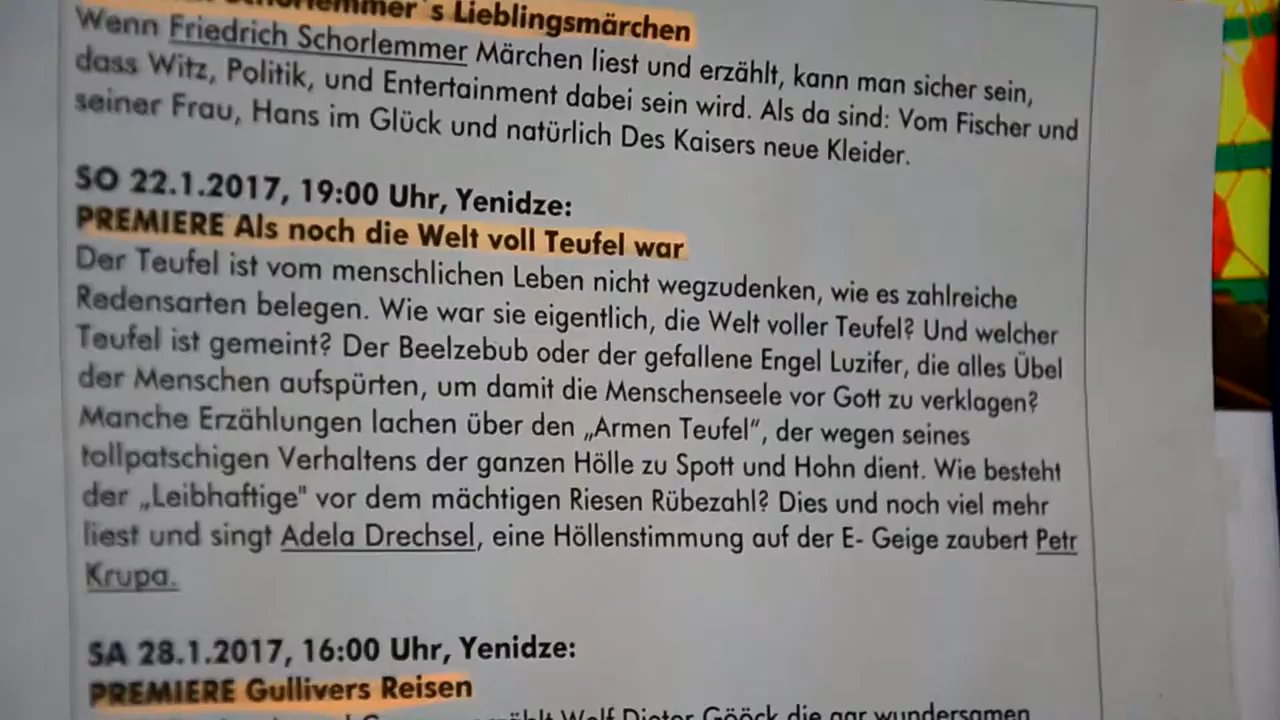 Lieblingsmärchen
Wenn Friedrich Schorlemmer Märchen liest und erzählt, kann man sicher sein,
dass Witz, Politik, und Entertainment dabei sein wird. Als da sind: Vom Fischer und
seiner Frau, Hans im Glück und natürlich Des Kaisers neue Kleider.
SO 22.1.2017, 19:00 Uhr, Yenidze:
PREMIERE Als noch die Welt voll Teufel war
Der Teufel ist vom menschlichen Leben nicht wegzudenken, wie es zahlreiche
Redensarten belegen. Wie war sie eigentlich, die Welt voller Teufel? Und welcher
Teufel ist gemeint? Der Beelzebub oder der gefallene Engel Luzifer, die alles Übel
der Menschen aufspürten, um damit die Menschenseele vor Gott zu verklagen?
Manche Erzählungen lachen über den „Armen Teufel“, der wegen seines
tollpatschigen Verhaltens der ganzen Hölle zu Spott und Hohn dient. Wie besteht
der „Leibhaftige" vor dem mächtigen Riesen Rübezahl? Dies und noch viel mehr
liest und singt Adela Drechsel, eine Höllenstimmung auf der E- Geige zaubert Petr
Krupa.
SA 28.1.2017, 16:00 Uhr, Yenidze:
PREMIERE Gullivers Reisen
Wolf Dieter Gööck die gar wundersamen